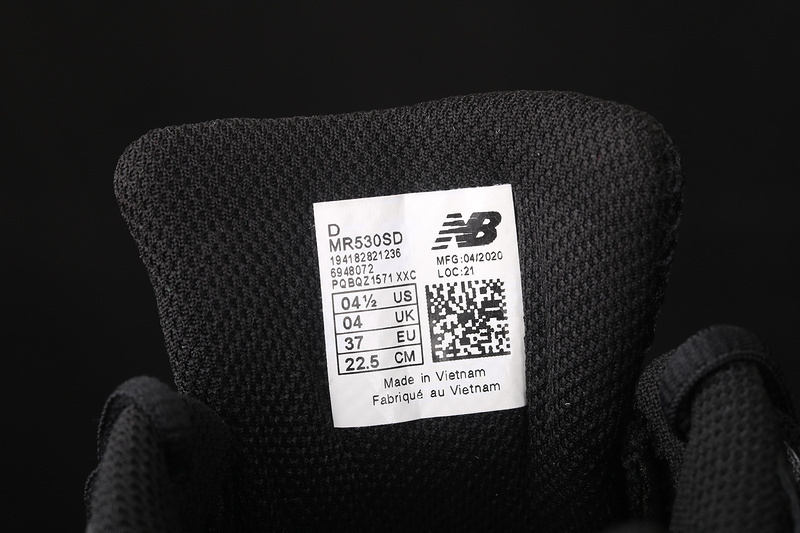 D
MR530SD
194182821236
6948072
PQBQZ1571 XXC
NB
MFG:04/2020
LOC:21
04½ US
04 UK
37 EU
22.5 CM
Made in Vietnam
Fabriqué au Vietnam